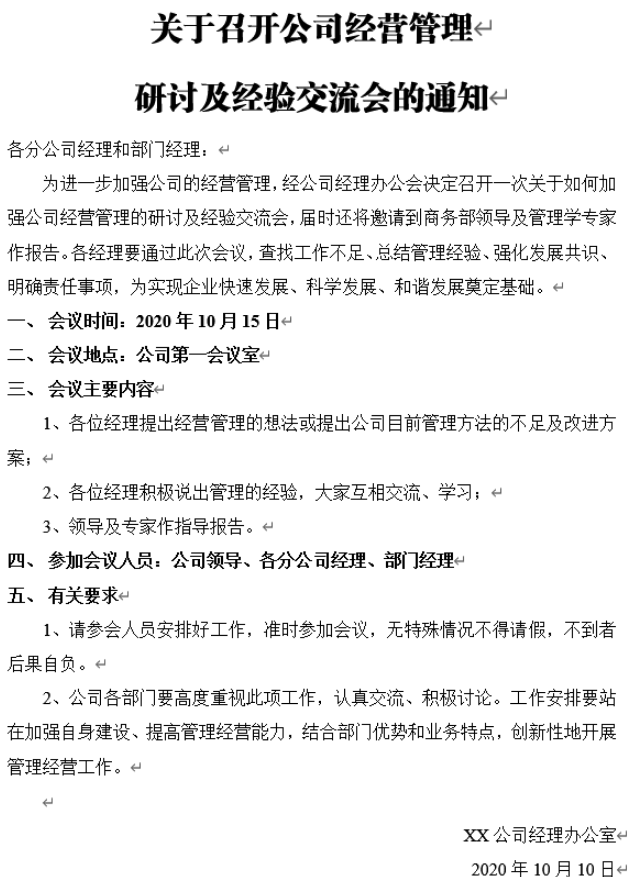 关于召开公司经营管理
研讨及经验交流会的通知
各分公司经理和部门经理：
为进一步加强公司的经营管理，经公司经理办公会决定召开一次关于如何加
强公司经营管理的研讨及经验交流会，届时还将邀请到商务部领导及管理学专家
作报告。各经理要通过此次会议，查找工作不足、总结管理经验、强化发展共识、
明确责任事项，为实现企业快速发展、科学发展、和谐发展奠定基础。
一、 会议时间：2020 年 10 月 15 日
二、 会议地点：公司第一会议室
三、 会议主要内容
1、各位经理提出经营管理的想法或提出公司目前管理方法的不足及改进方
案；
2、各位经理积极说出管理的经验，大家互相交流、学习；
3、领导及专家作指导报告。
四、 参加会议人员：公司领导、各分公司经理、部门经理
五、 有关要求
1、请参会人员安排好工作，准时参加会议，无特殊情况不得请假，不到者
后果自负。
2、公司各部门要高度重视此项工作，认真交流、积极讨论。工作安排要站
在加强自身建设、提高管理经营能力，结合部门优势和业务特点，创新性地开展
管理经营工作。
XX 公司经理办公室
2020 年 10 月 10 日